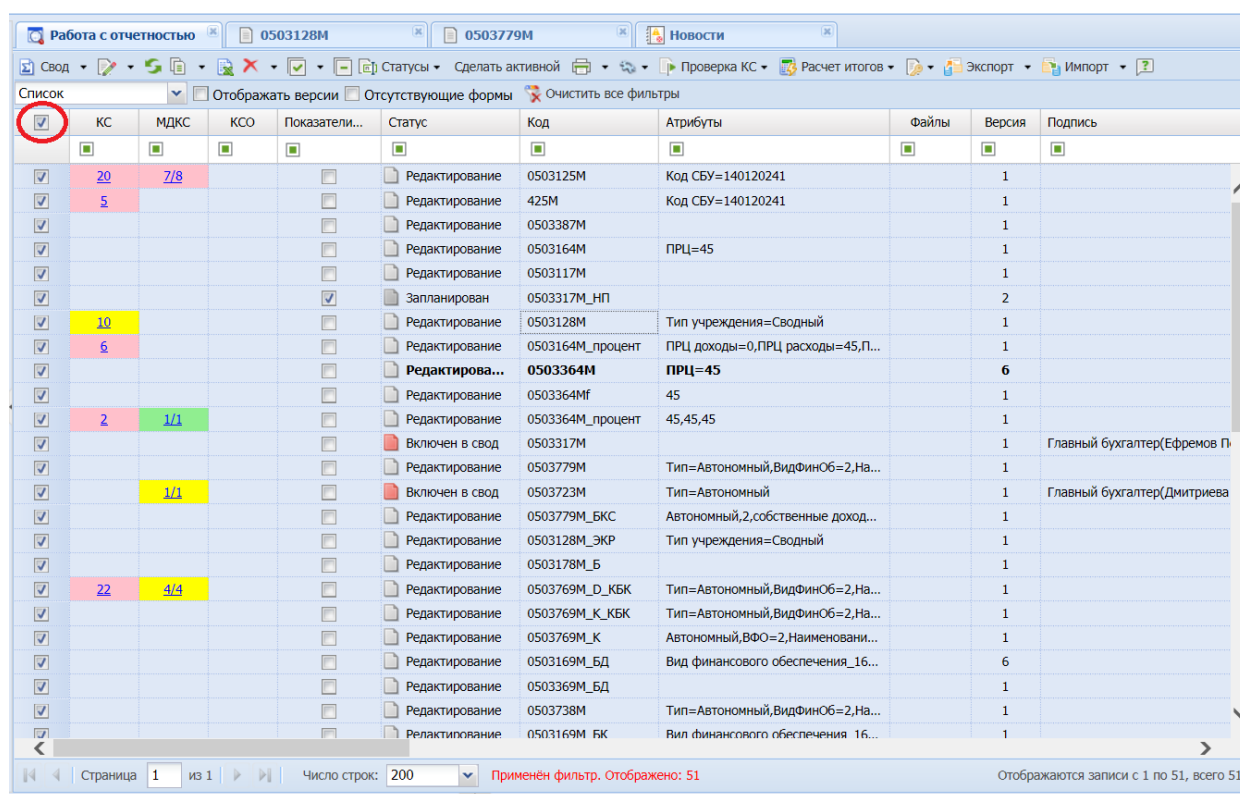 Работа с отчетностью 0503128М 0503779М Новости
Свод Статусы Сделать активной Проверка КС Расчет итогов Экспорт Импорт
Список Отображать версии Отсутствующие формы Очистить все фильтры
КС МДКС КСО Показатели... Статус Код Атрибуты Файлы Версия Подпись
20 7/8 Редактирование 0503125М Код СБУ=140120241 1
5 Редактирование 425М Код СБУ=140120241 1
Редактирование 0503387М 1
Редактирование 0503164М ПРЦ=45 1
Редактирование 0503117М 1
Запланирован 0503317М_НП 2
10 Редактирование 0503128М Тип учреждения=Сводный 1
6 Редактирование 0503164М_процент ПРЦ доходы=0,ПРЦ расходы=45,П... 1
Редактирова... 0503364М ПРЦ=45 6
Редактирование 0503364Мf 45 1
2 1/1 Редактирование 0503364М_процент 45,45,45 1
Включен в свод 0503317М 1 Главный бухгалтер(Ефремов
Редактирование 0503779М Тип=Автономный,ВидФинОб=2,На... 1
1/1 Включен в свод 0503723М Тип=Автономный 1 Главный бухгалтер(Дмитриева
Редактирование 0503779М_БКС Автономный,2,собственные доход... 1
Редактирование 0503128М_ЭКР Тип учреждения=Сводный 1
Редактирование 0503178М_Б 1
22 4/4 Редактирование 0503769М_D_КБК Тип=Автономный,ВидФинОб=2,На... 1
Редактирование 0503769М_К_КБК Тип=Автономный,ВидФинОб=2,На... 1
Редактирование 0503769М_К Автономный,ВФО=2,Наименовани... 1
Редактирование 0503169М_БД Вид финансового обеспечения_16... 6
Редактирование 0503369М_БД 1
Редактирование 0503738М Тип=Автономный,ВидФинОб=2,На... 1
Редактирование 0503169М_БК Вид финансового обеспечения_16... 1
Страница 1 из 1 Число строк: 200 Применён фильтр. Отображено: 51 Отображаются записи с 1 по 51, всего 51